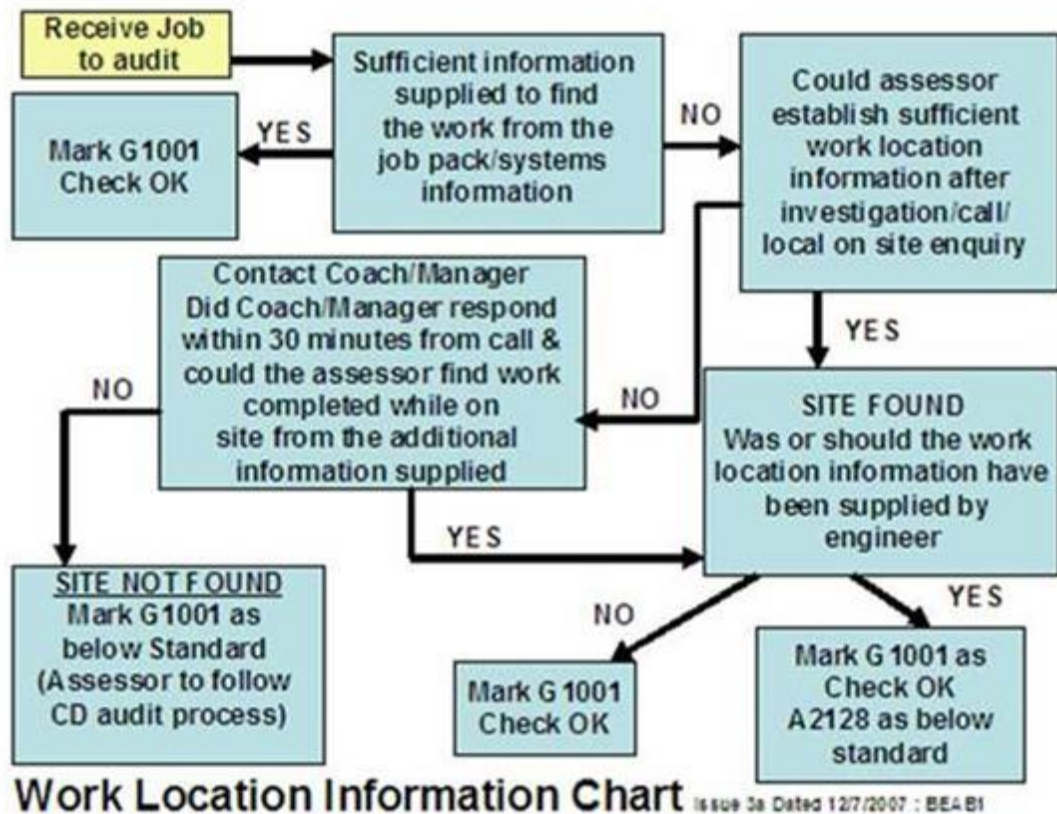 Receive Job
to audit
Sufficient information
supplied to find
the work from the
job pack/systems
information
YES
Mark G1001
Check OK
NO
Could assessor
establish sufficient
work location
information after
investigation/call/
local on site enquiry
Contact Coach/Manager
Did Coach/Manager respond
within 30 minutes from call &
could the assessor find work
completed while on
site from the additional
information supplied
NO
NO
YES
SITE FOUND
Was or should the work
location information have
been supplied by
engineer
YES
SITE NOT FOUND
Mark G1001 as
below Standard
(Assessor to follow
CD audit process)
NO
Mark G1001
Check OK
YES
Mark G1001 as
Check OK
A2128 as below
standard
Work Location Information Chart Issue 3a Dated 12/7/2007 : BEAB1